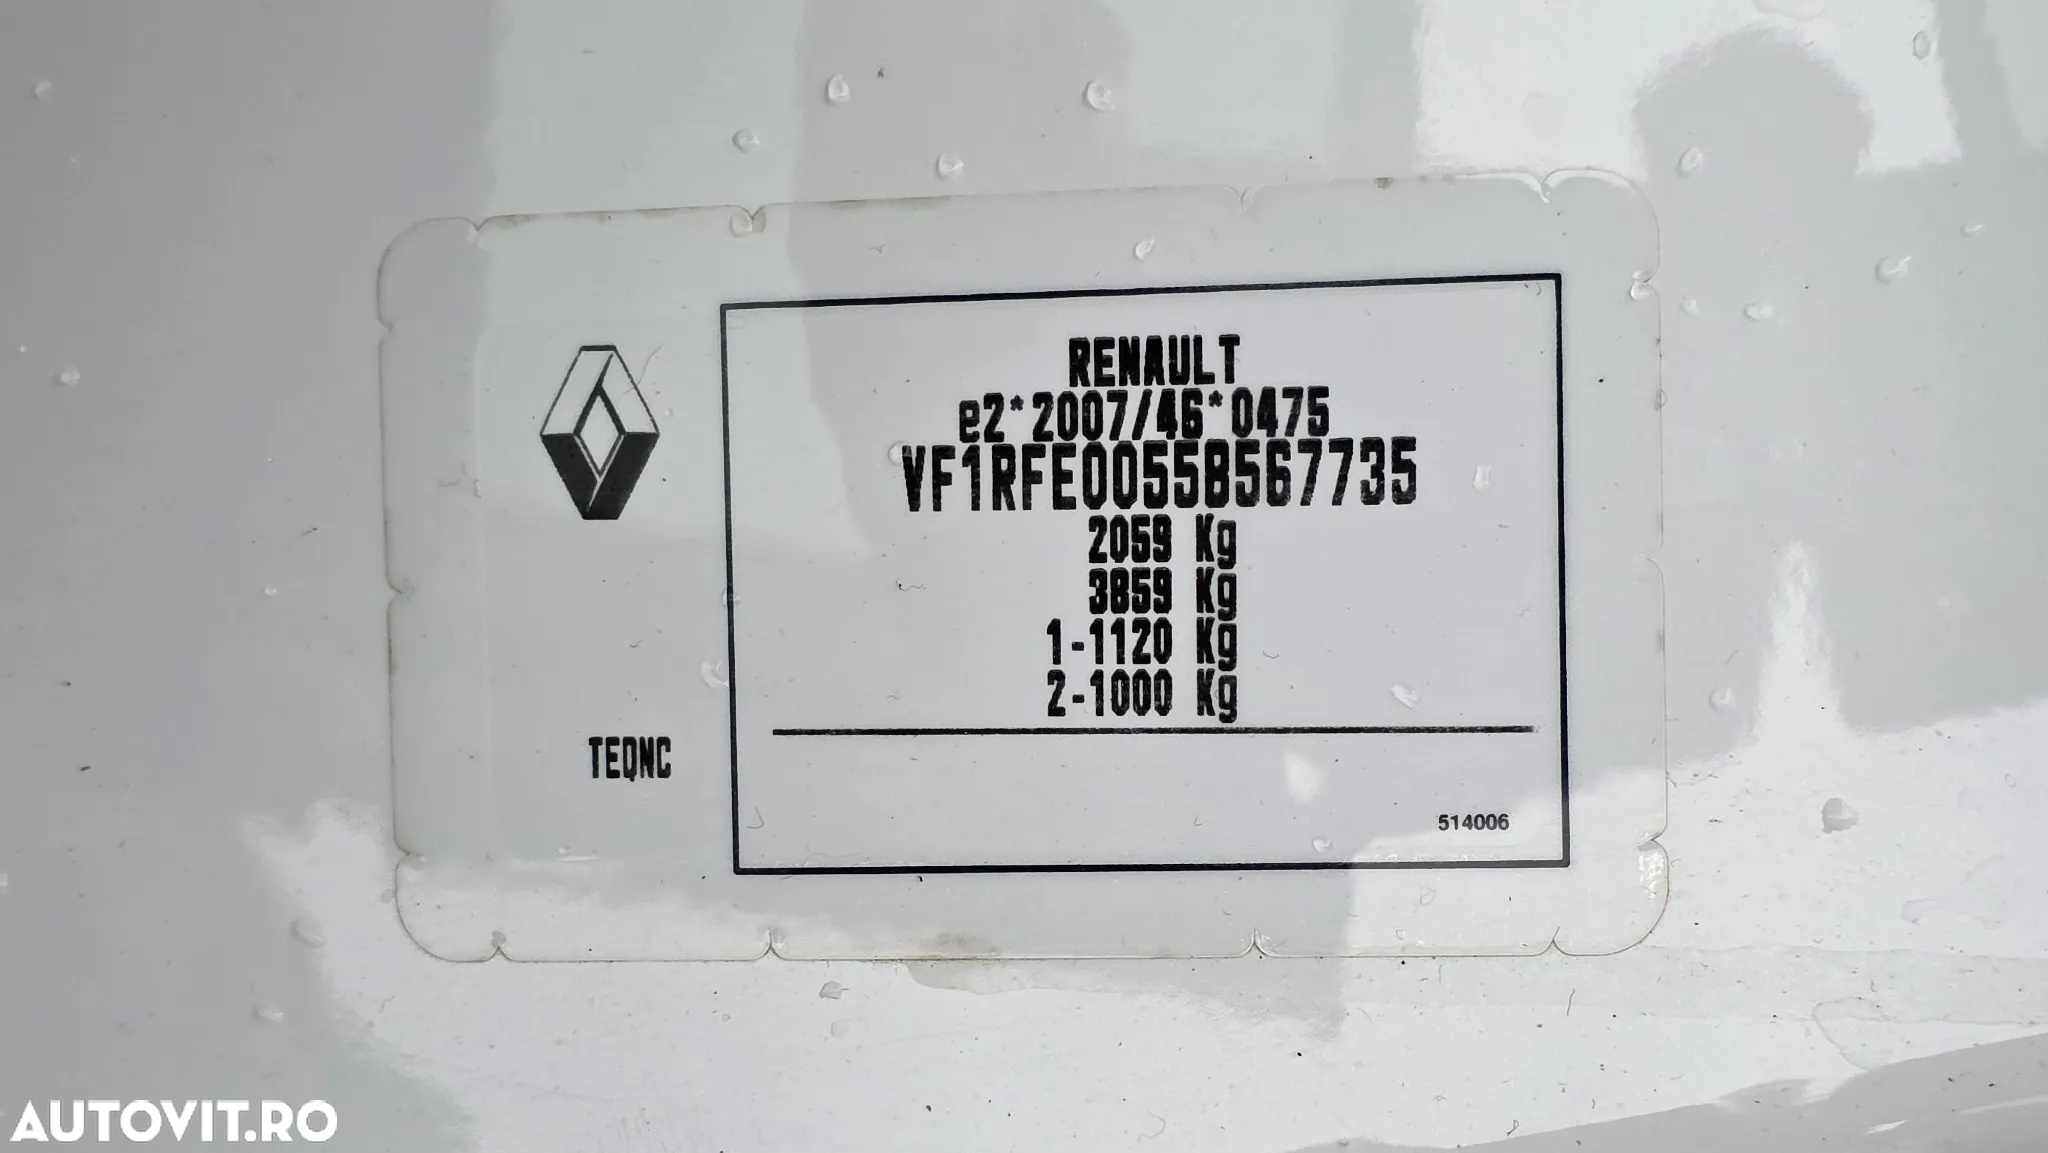 RENAULT
e2*2007/46*0475
VF1RFE00558567735
2059 Kg
3859 Kg
1-1120 Kg
2-1000 Kg
TEQNC
514006
AUTOVIT.RO